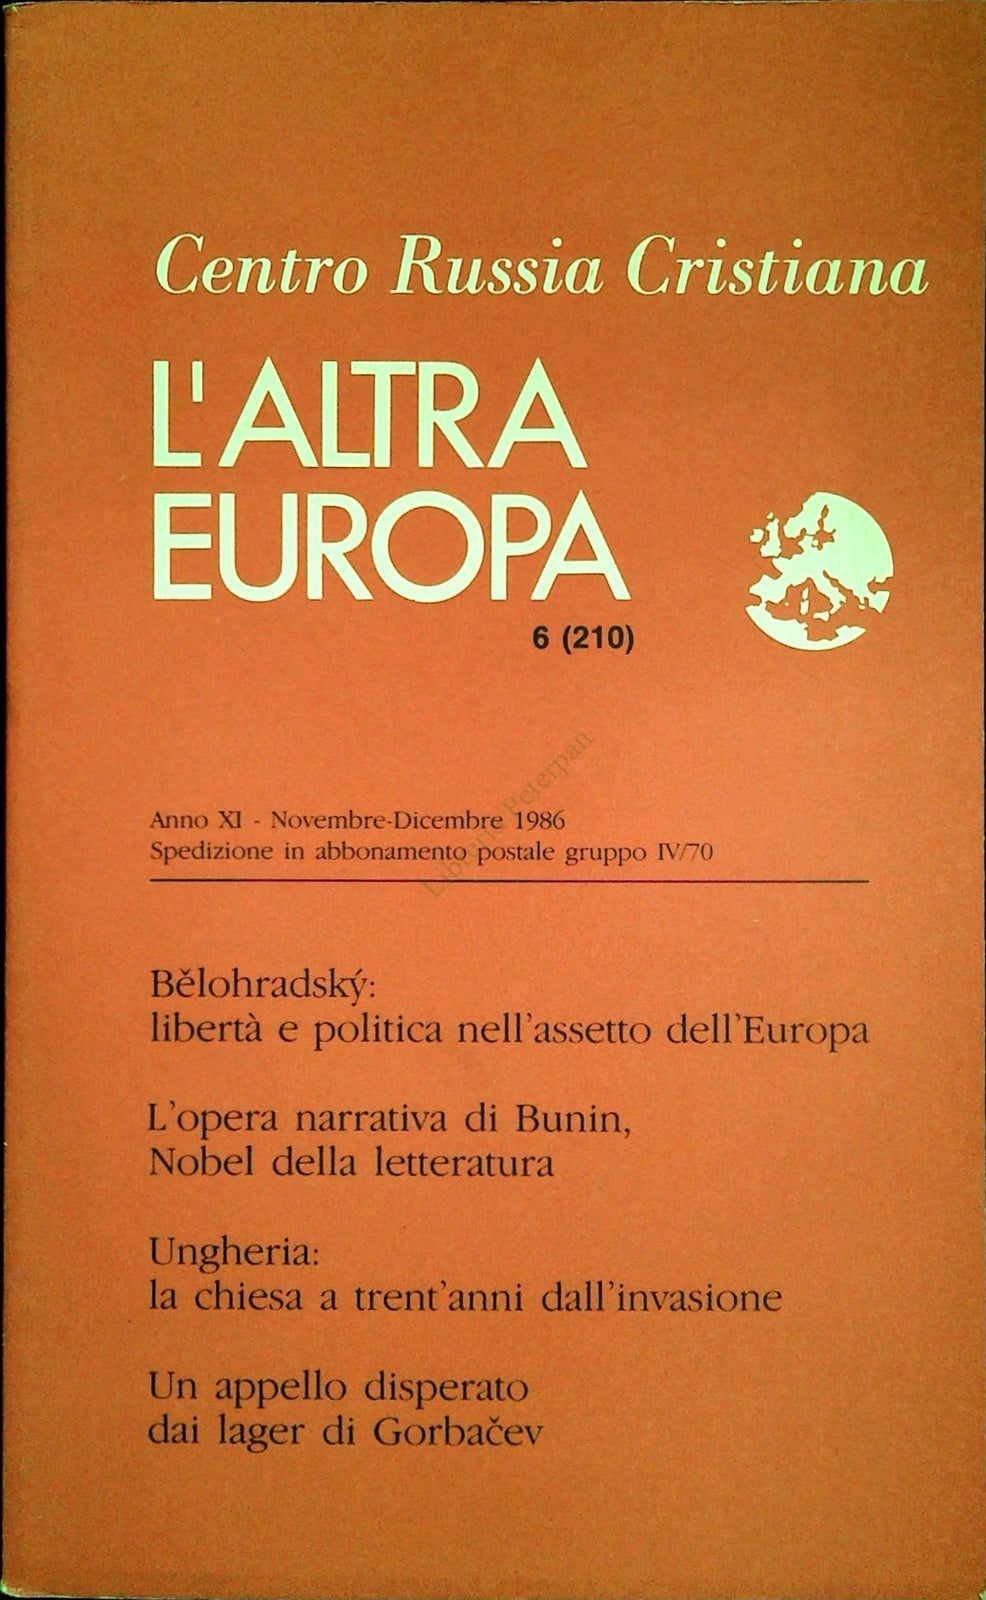 Centro Russia Cristiana
L'ALTRA
EUROPA
6 (210)
Libreria Peterpan
Anno XI - Novembre-Dicembre 1986
Spedizione in abbonamento postale gruppo IV/70
Bělohradský:
libertà e politica nell'assetto dell'Europa
L'opera narrativa di Bunin,
Nobel della letteratura
Ungheria:
la chiesa a trent'anni dall'invasione
Un appello disperato
dai lager di Gorbačev